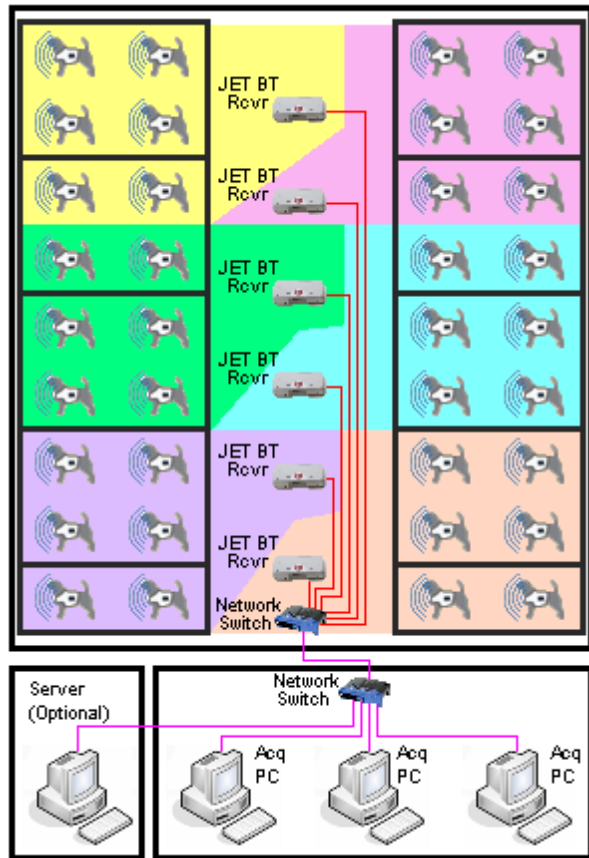 JET BT
Rcvr
JET BT
Rcvr
JET BT
Rcvr
JET BT
Rcvr
JET BT
Rcvr
JET BT
Rcvr
Network
Switch
Network
Switch
Server
(Optional)
Acq
PC
Acq
PC
Acq
PC